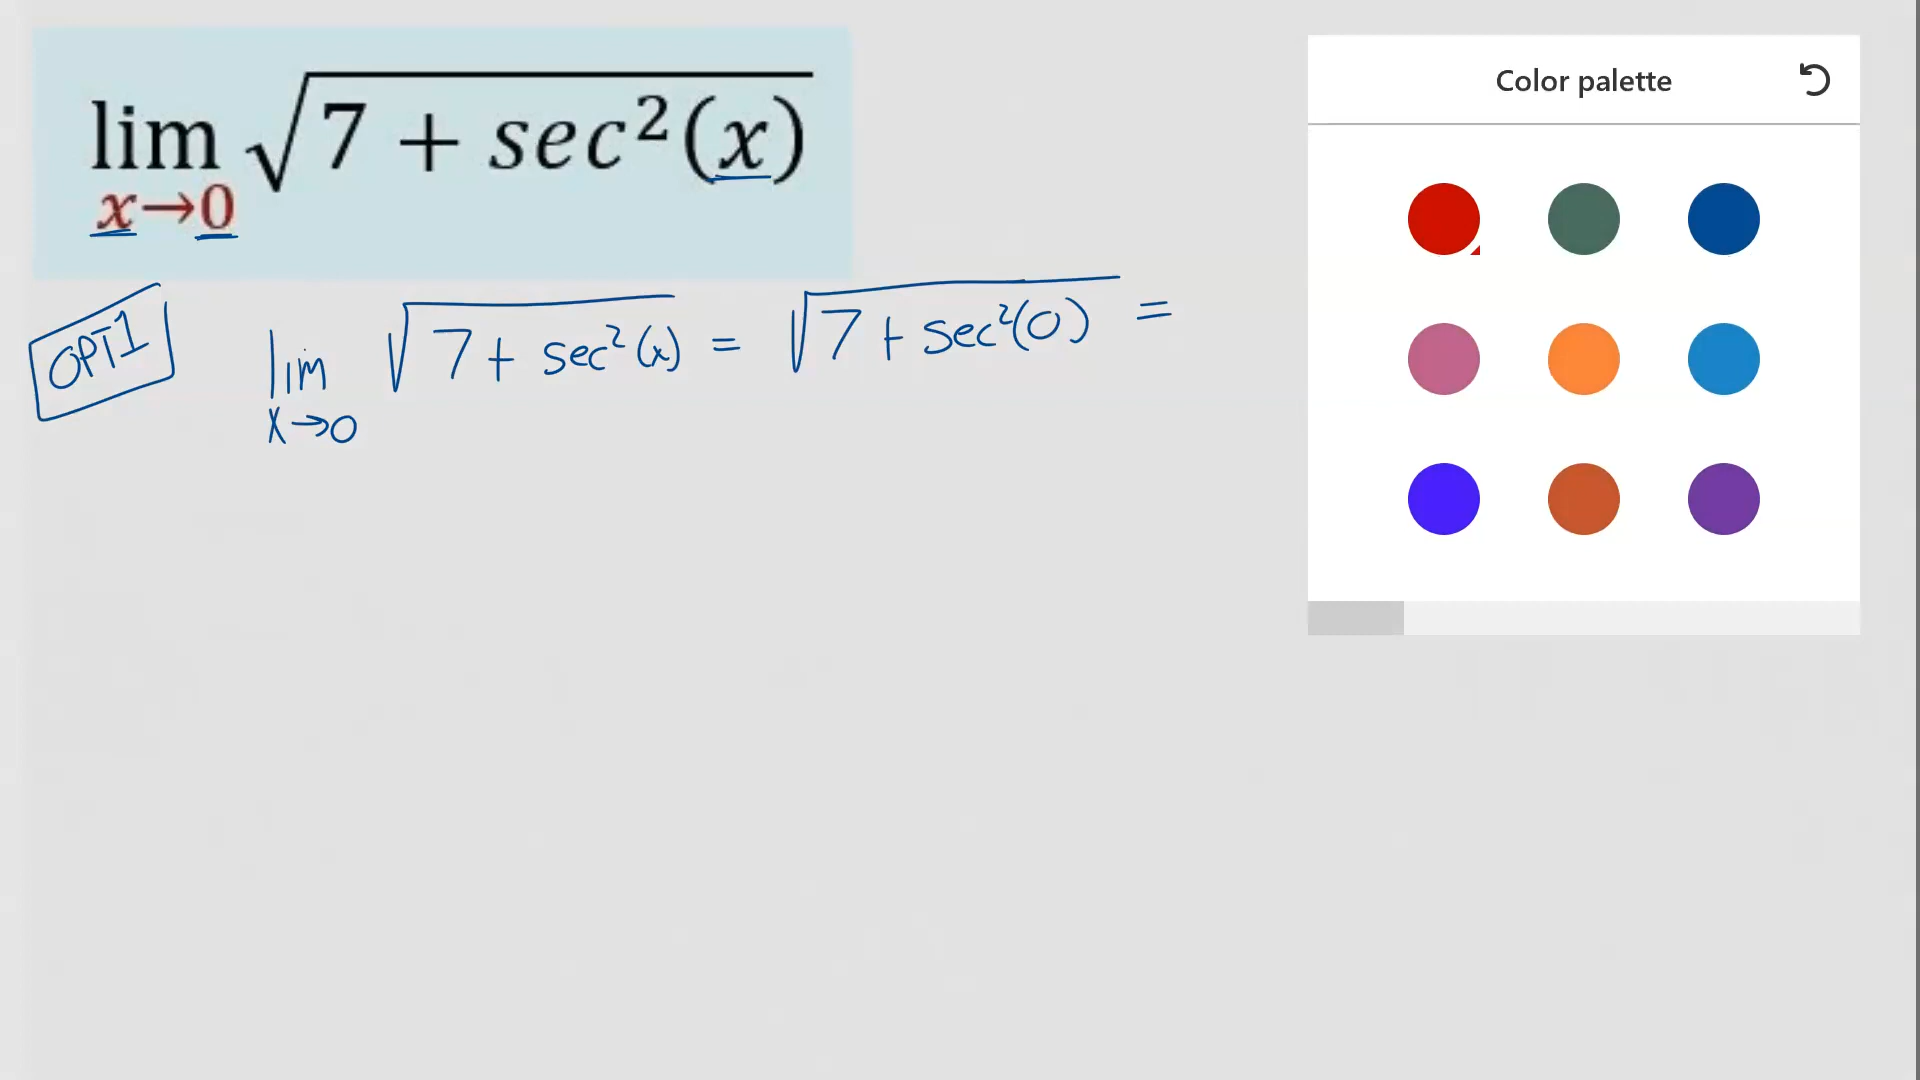 lim √7 + sec²(x)
x→0
Color palette
OPT1
lim √7 + sec²(x) = √7 + sec²(0) =
x→0